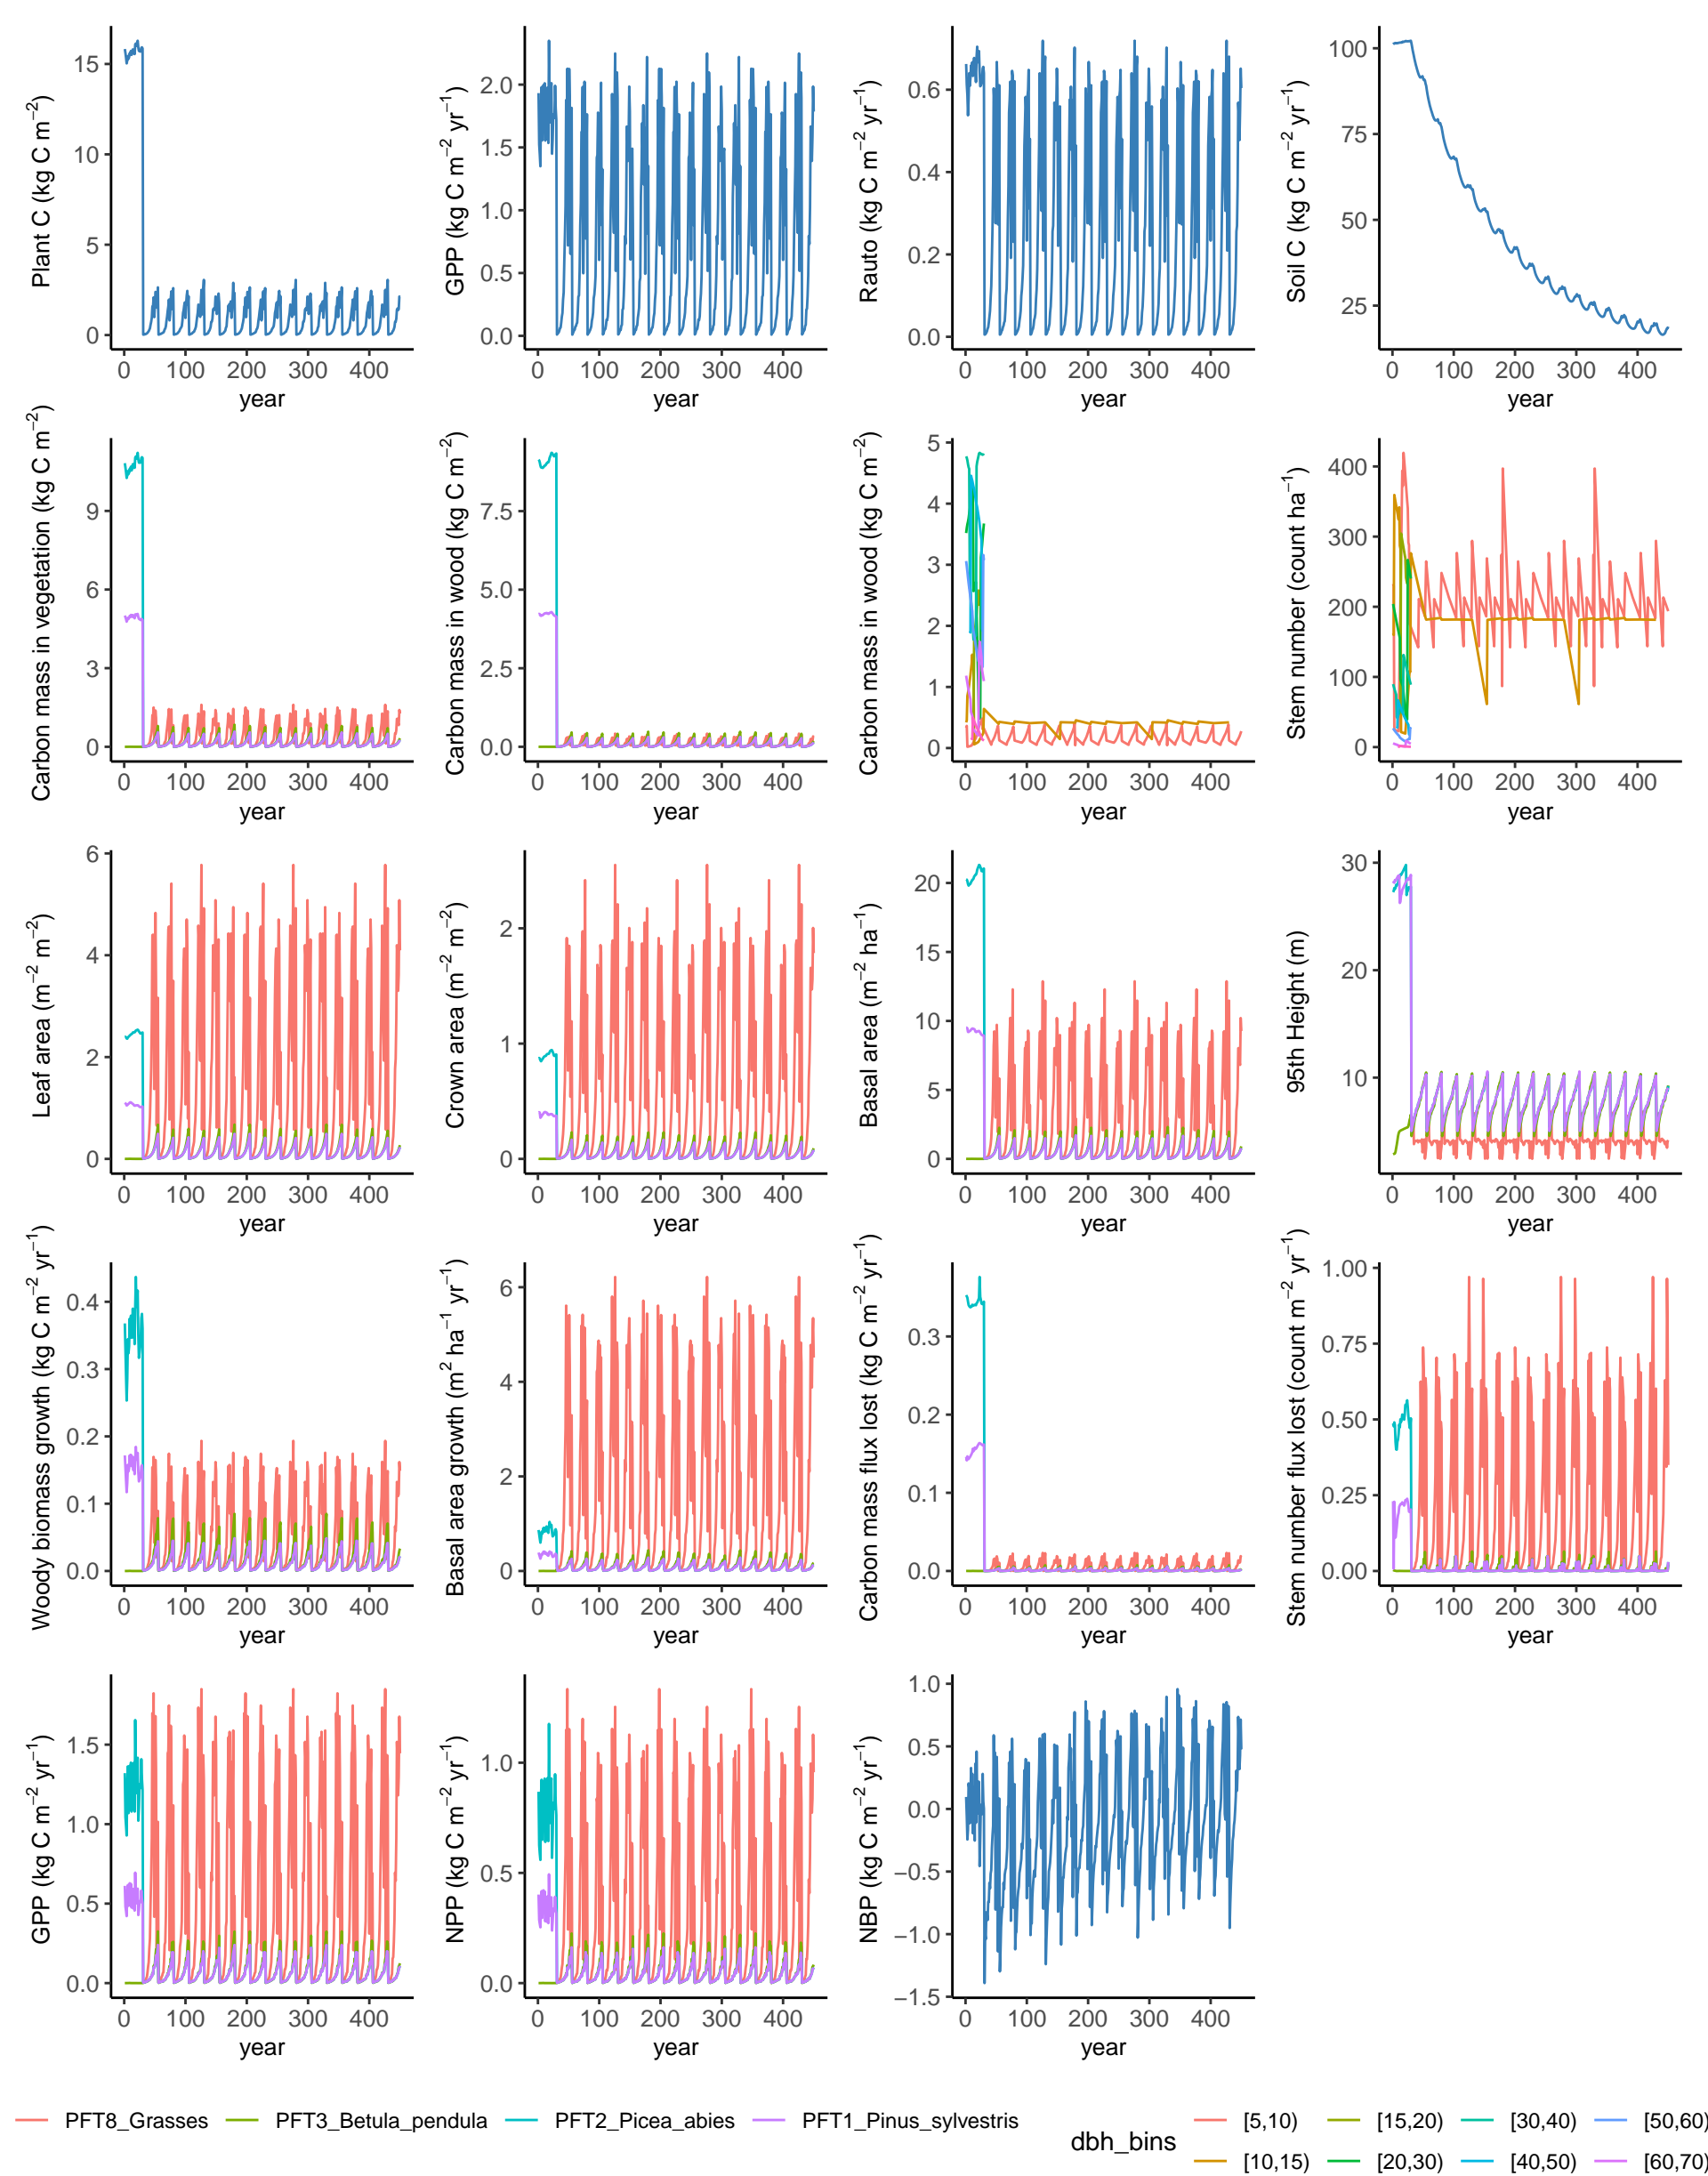 Plant C (kg C m−2)
15
10
5
0
0 100 200 300 400
year
GPP (kg C m−2 yr−1)
2.0
1.5
1.0
0.5
0.0
0 100 200 300 400
year
Rauto (kg C m−2 yr−1)
0.6
0.4
0.2
0.0
0 100 200 300 400
year
Soil C (kg C m−2 yr−1)
100
75
50
25
0 100 200 300 400
year
Carbon mass in vegetation (kg C m−2)
9
6
3
0
0 100 200 300 400
year
Carbon mass in wood (kg C m−2)
7.5
5.0
2.5
0.0
0 100 200 300 400
year
Carbon mass in wood (kg C m−2)
5
4
3
2
1
0
0 100 200 300 400
year
Stem number (count ha−1)
400
300
200
100
0
0 100 200 300 400
year
Leaf area (m−2 m−2)
6
4
2
0
0 100 200 300 400
year
Crown area (m−2 m−2)
2
1
0
0 100 200 300 400
year
Basal area (m−2 ha−1)
20
15
10
5
0
0 100 200 300 400
year
95th Height (m)
30
20
10
0 100 200 300 400
year
Woody biomass growth (kg C m−2 yr−1)
0.4
0.3
0.2
0.1
0.0
0 100 200 300 400
year
Basal area growth (m2 ha−1 yr−1)
6
4
2
0
0 100 200 300 400
year
Carbon mass flux lost (kg C m−2 yr−1)
0.3
0.2
0.1
0.0
0 100 200 300 400
year
Stem number flux lost (count m−2 yr−1)
1.00
0.75
0.50
0.25
0.00
0 100 200 300 400
year
GPP (kg C m−2 yr−1)
1.5
1.0
0.5
0.0
0 100 200 300 400
year
NPP (kg C m−2 yr−1)
1.0
0.5
0.0
0 100 200 300 400
year
NBP (kg C m−2 yr−1)
1.0
0.5
0.0
−0.5
−1.0
−1.5
0 100 200 300 400
year
PFT8_Grasses PFT3_Betula_pendula PFT2_Picea_abies PFT1_Pinus_sylvestris
dbh_bins
[5,10) [15,20) [30,40) [50,60)
[10,15) [20,30) [40,50) [60,70)